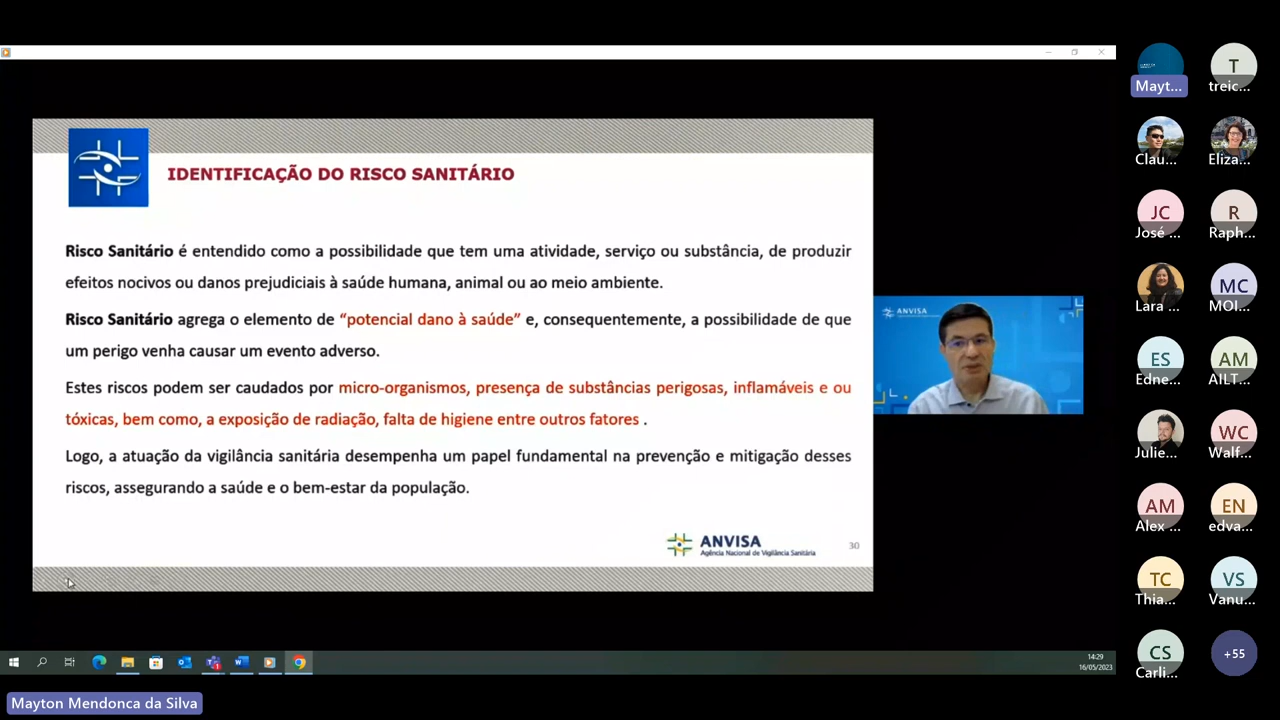 IDENTIFICAÇÃO DO RISCO SANITÁRIO
Risco Sanitário é entendido como a possibilidade que tem uma atividade, serviço ou substância, de produzir
efeitos nocivos ou danos prejudiciais à saúde humana, animal ou ao meio ambiente.
Risco Sanitário agrega o elemento de “potencial dano à saúde” e, consequentemente, a possibilidade de que
um perigo venha causar um evento adverso.
Estes riscos podem ser caudados por micro-organismos, presença de substâncias perigosas, inflamáveis e ou
tóxicas, bem como, a exposição de radiação, falta de higiene entre outros fatores .
Logo, a atuação da vigilância sanitária desempenha um papel fundamental na prevenção e mitigação desses
riscos, assegurando a saúde e o bem-estar da população.
ANVISA
Agência Nacional de Vigilância Sanitária
30
ANVISA
Mayt...
T
treic...
Clau...
Eliza...
JC
José ...
R
Raph...
Lara ...
MC
MOI...
ES
Edne...
AM
AILT...
Julie...
WC
Walf...
AM
Alex ...
EN
edva...
TC
Thia...
VS
Vanu...
CS
Carli...
+55
14:29
16/05/2023
Mayton Mendonca da Silva